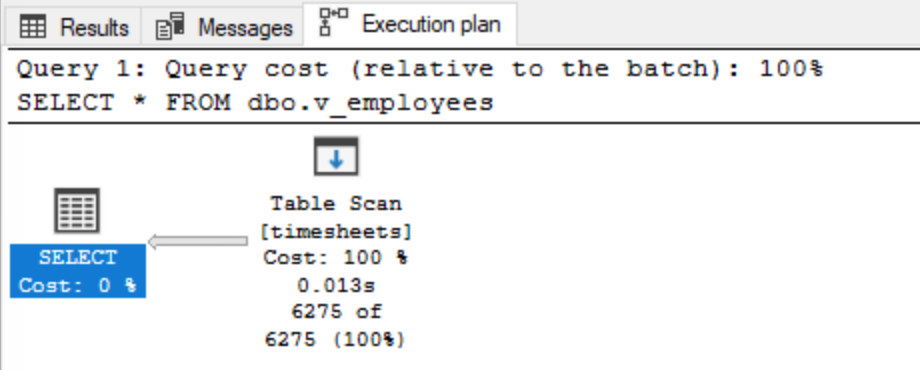 Results Messages Execution plan
Query 1: Query cost (relative to the batch): 100%
SELECT * FROM dbo.v_employees
Table Scan
[timesheets]
Cost: 100 %
0.013s
6275 of
6275 (100%)
SELECT
Cost: 0 %